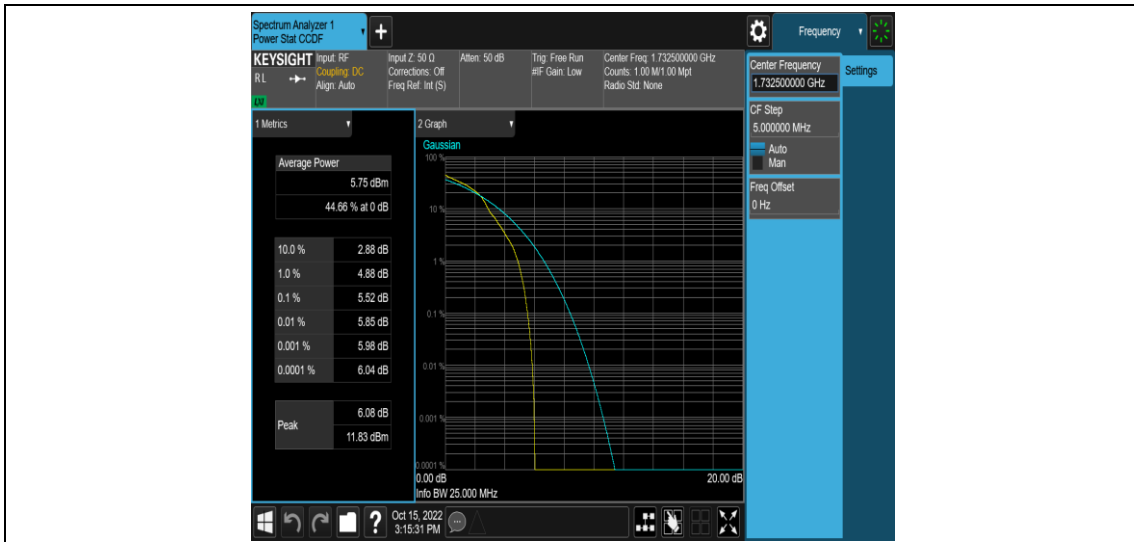 Spectrum Analyzer 1
Power Stat CCDF
Frequency
KEYSIGHT
RL
LM
Input: RF
Coupling: DC
Align: Auto
Input Z: 50 Ω
Corrections: Off
Freq Ref: Int (S)
Atten: 50 dB
Trig: Free Run
#IF Gain: Low
Center Freq: 1.732500000 GHz
Counts: 1.00 M/1.00 Mpt
Radio Std: None
Center Frequency
1.732500000 GHz
Settings
CF Step
5.000000 MHz
Auto
Man
Freq Offset
0 Hz
1 Metrics
Average Power
5.75 dBm
44.66 % at 0 dB
10.0 % 2.88 dB
1.0 % 4.88 dB
0.1 % 5.52 dB
0.01 % 5.85 dB
0.001 % 5.98 dB
0.0001 % 6.04 dB
Peak
6.08 dB
11.83 dBm
2 Graph
Gaussian
100 %
10 %
1 %
0.1 %
0.01 %
0.001 %
0.0001 %
0.00 dB 20.00 dB
Info BW 25.000 MHz
?
Oct 15, 2022
3:15:31 PM